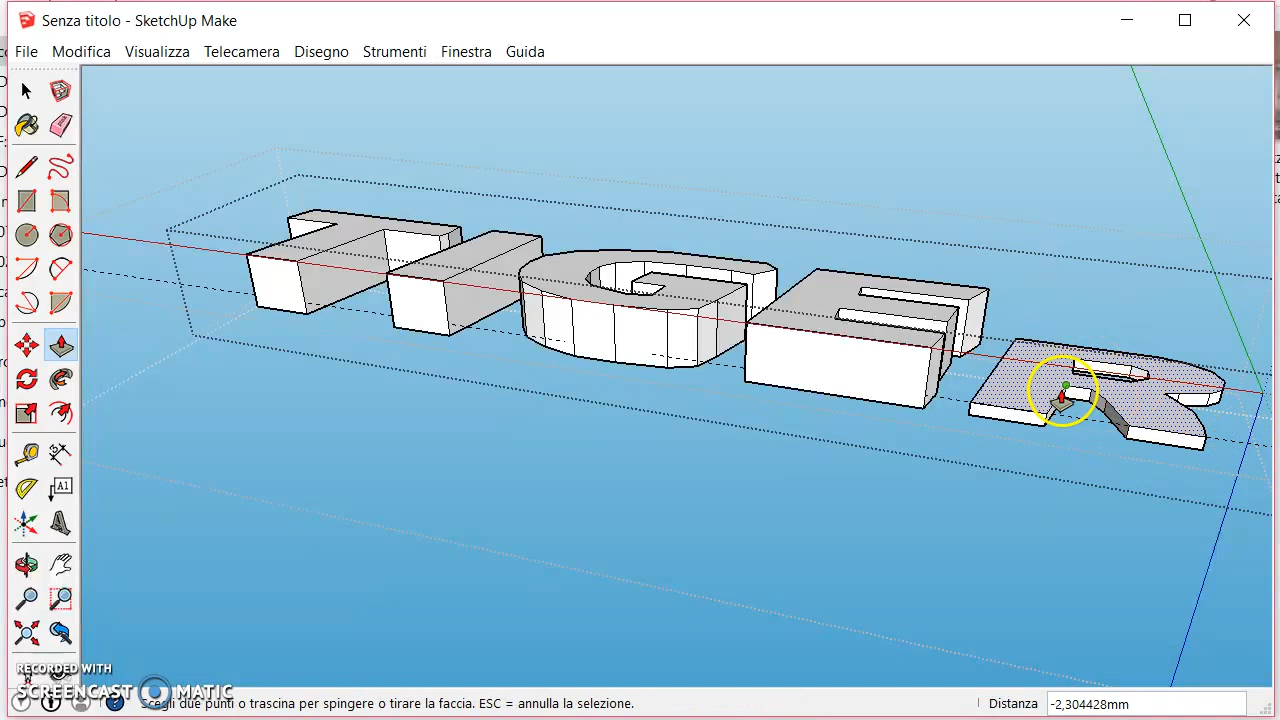 Senza titolo - SketchUp Make
File Modifica Visualizza Telecamera Disegno Strumenti Finestra Guida
TIGER
A1
RECORDED WITH
SCREENCAST MATIC
Scegli due punti o trascina per spingere o tirare la faccia. ESC = annulla la selezione.
Distanza -2,304428mm